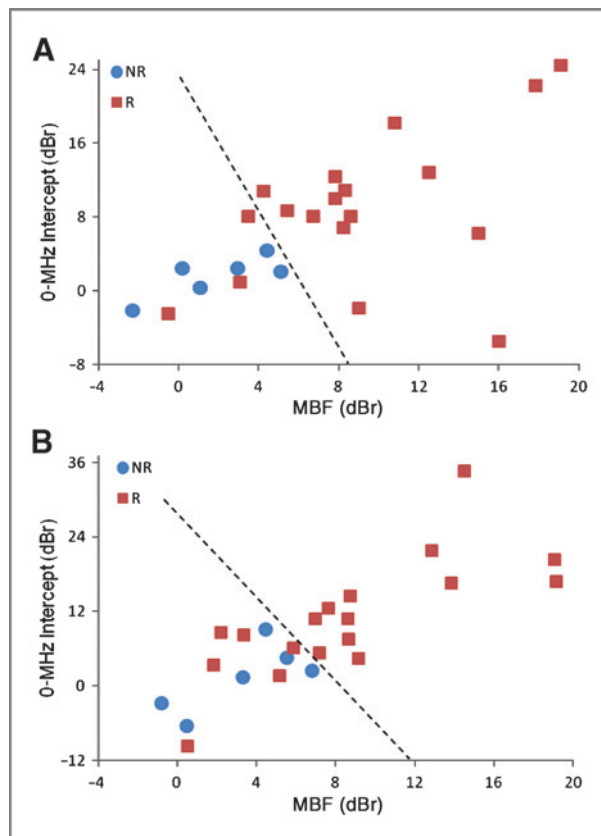 A
24
16
8
0
−8
NR
R
0-MHz Intercept (dBr)
−4 0 4 8 12 16 20
MBF (dBr)
B
36
24
12
0
−12
NR
R
0-MHz Intercept (dBr)
−4 0 4 8 12 16 20
MBF (dBr)